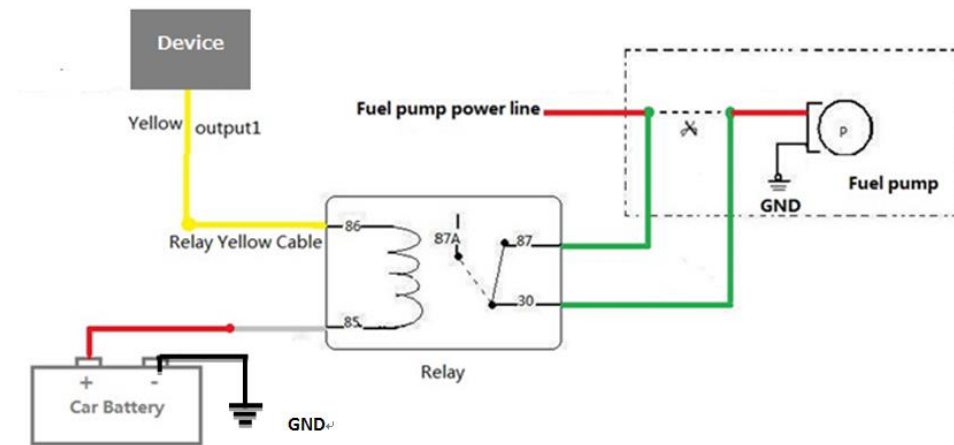 Device
Yellow
output1
Fuel pump power line
P
Fuel pump
GND
Relay Yellow Cable
86
87A
87
30
85
Relay
+
-
Car Battery
GND